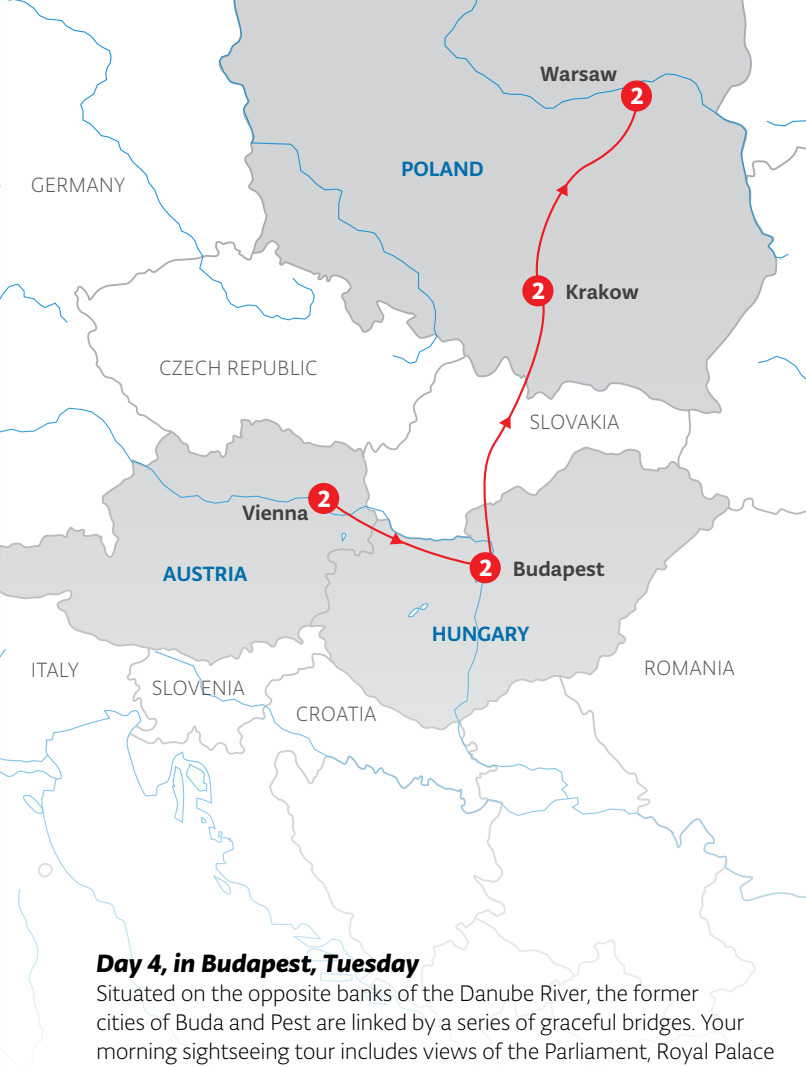 Warsaw
2
POLAND
GERMANY
2
Krakow
CZECH REPUBLIC
SLOVAKIA
2
Vienna
2
Budapest
AUSTRIA
HUNGARY
ITALY
SLOVENIA
ROMANIA
CROATIA
Day 4, in Budapest, Tuesday
Situated on the opposite banks of the Danube River, the former
cities of Buda and Pest are linked by a series of graceful bridges. Your
morning sightseeing tour includes views of the Parliament, Royal Palace